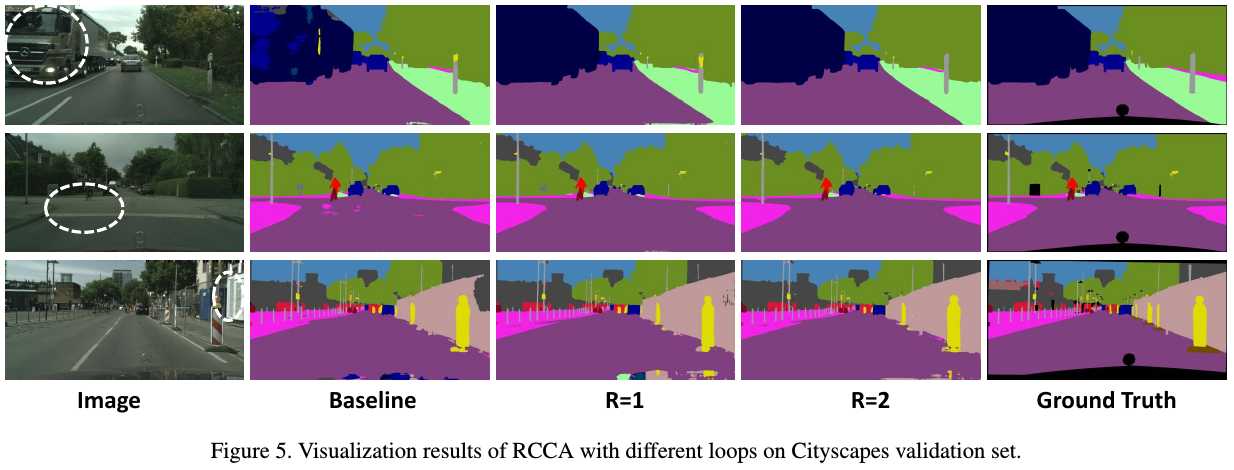 Image Baseline R=1 R=2 Ground Truth
Figure 5. Visualization results of RCCA with different loops on Cityscapes validation set.